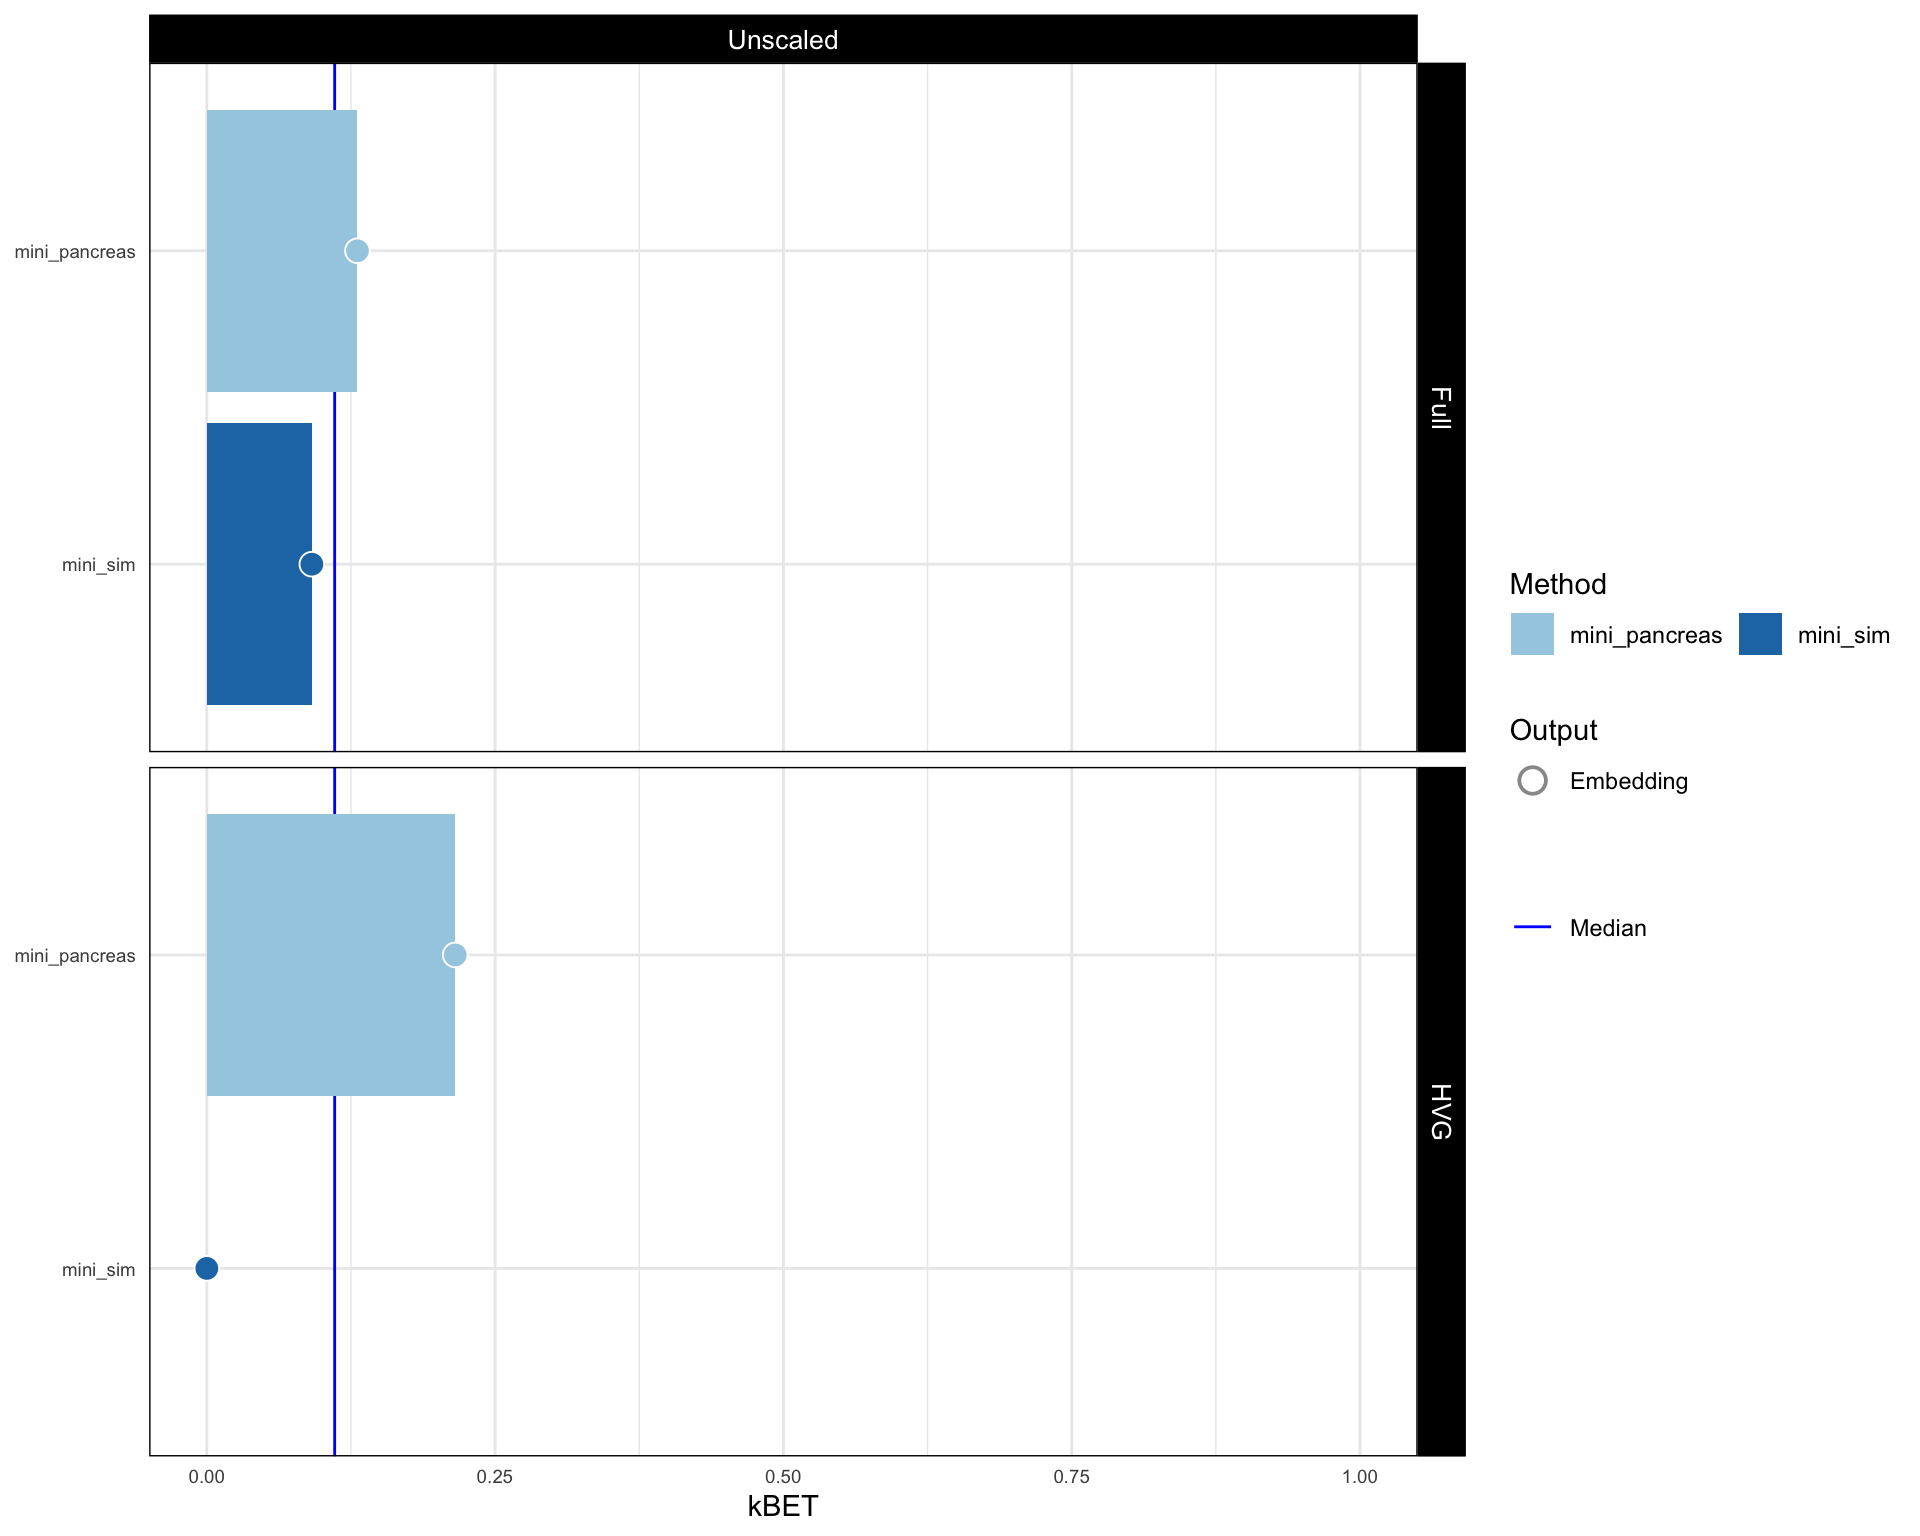 Unscaled
mini_pancreas
mini_sim
Full
mini_pancreas
mini_sim
HVG
0.00 0.25 0.50 0.75 1.00
kBET
Method
mini_pancreas mini_sim
Output
Embedding
Median